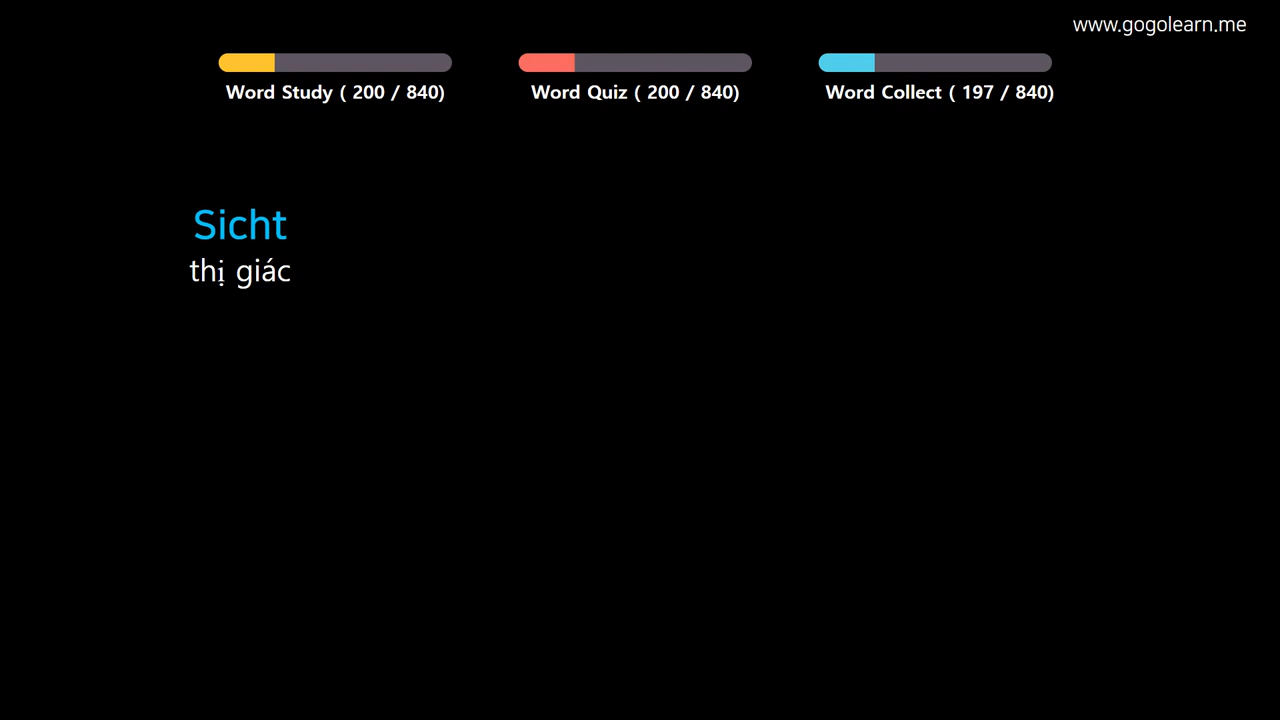 www.gogolearn.me
Word Study ( 200 / 840)
Word Quiz ( 200 / 840)
Word Collect ( 197 / 840)
Sicht
thị giác